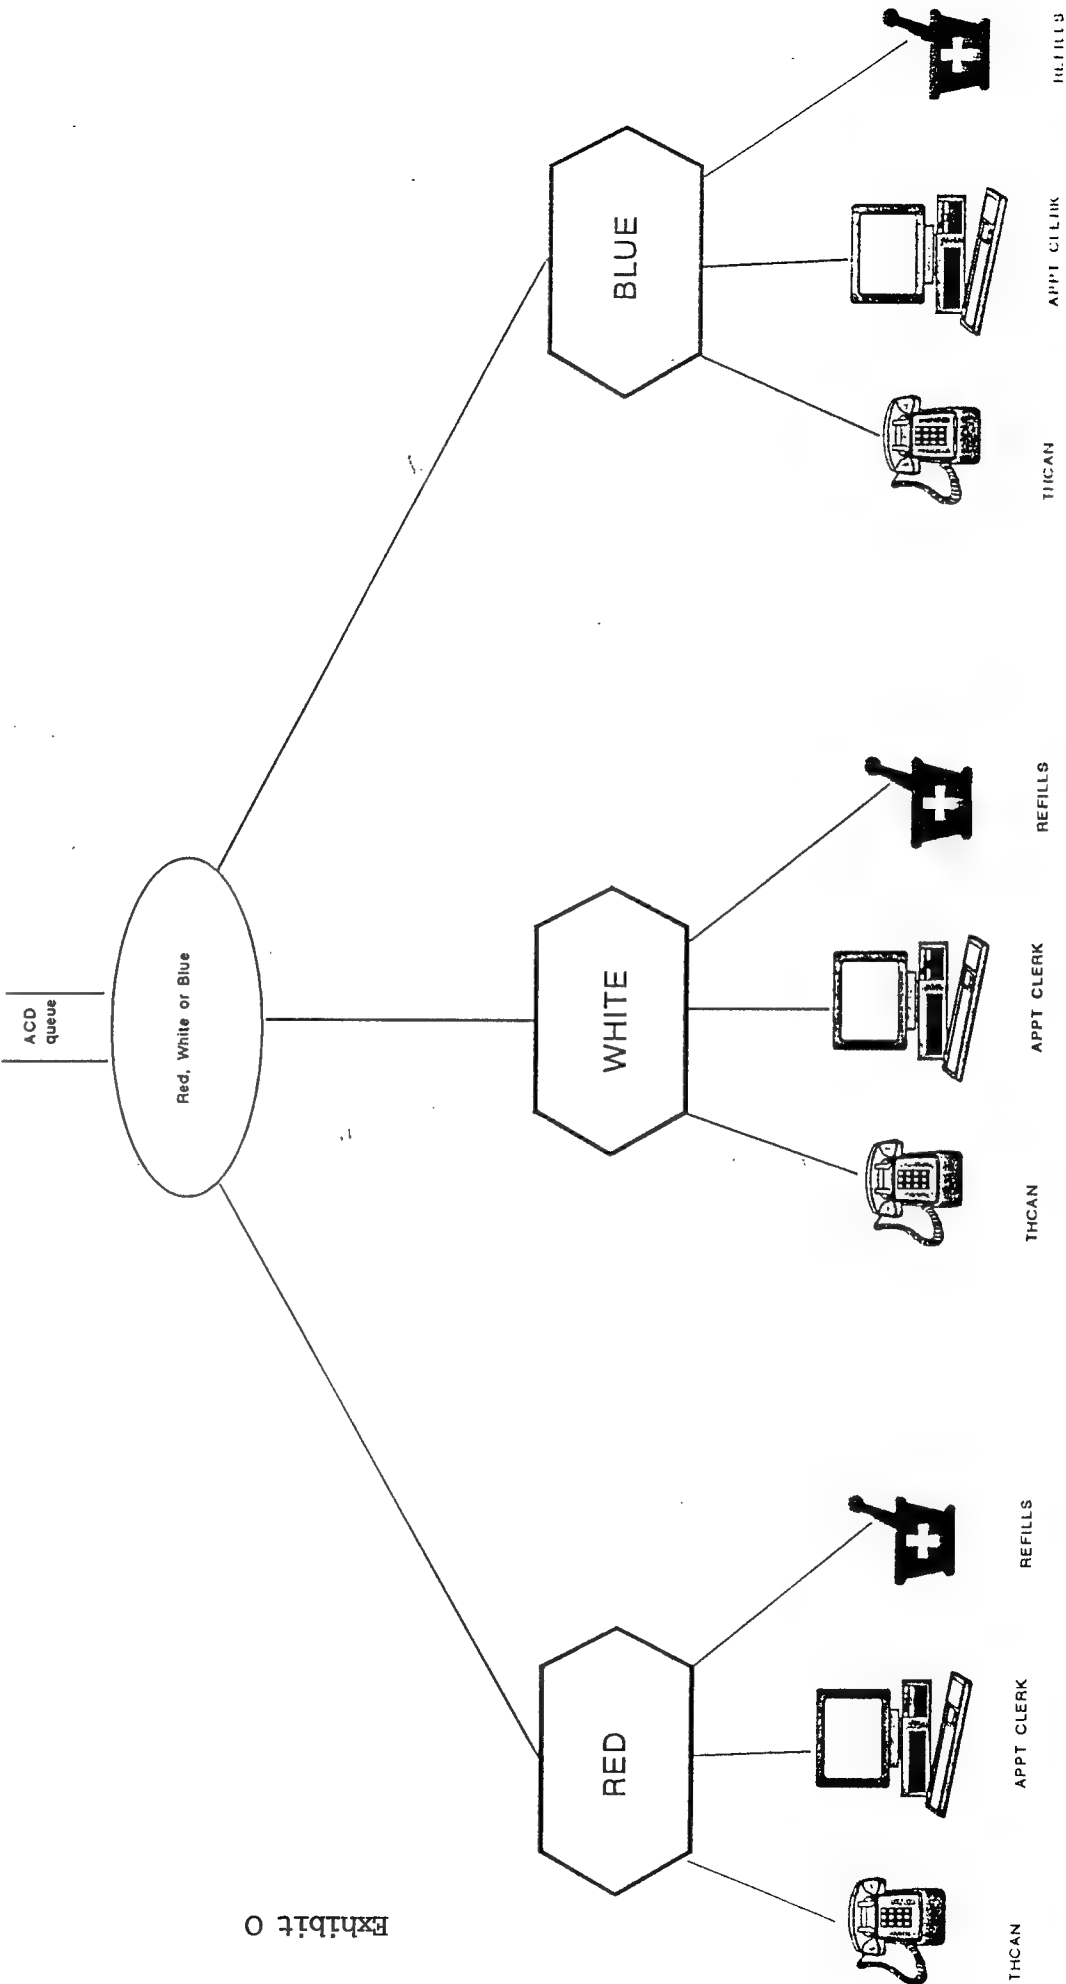 ACD
queue
Red, White or Blue
RED
WHITE
BLUE
THCAN
APPT CLERK
REFILLS
THCAN
APPT CLERK
REFILLS
THCAN
APPT CLERK
REFILLS
Exhibit O